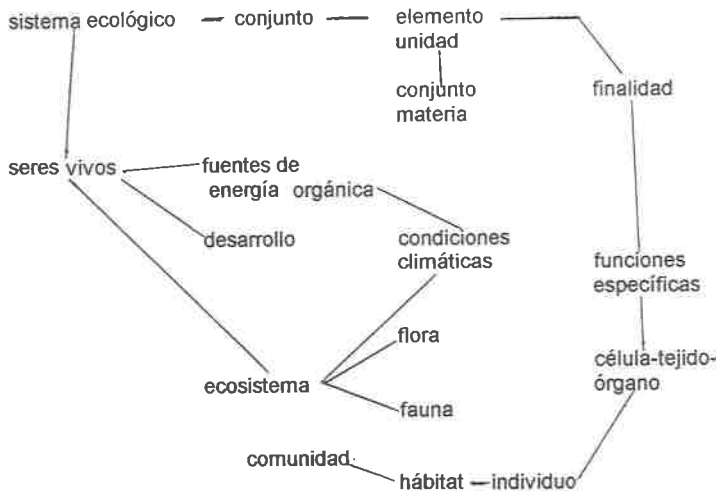 sistema ecológico — conjunto — elemento
unidad
conjunto
materia
finalidad
seres vivos
fuentes de
energía orgánica
desarrollo
condiciones
climáticas
funciones
específicas
flora
célula-tejido-
órgano
ecosistema
fauna
comunidad
hábitat — individuo